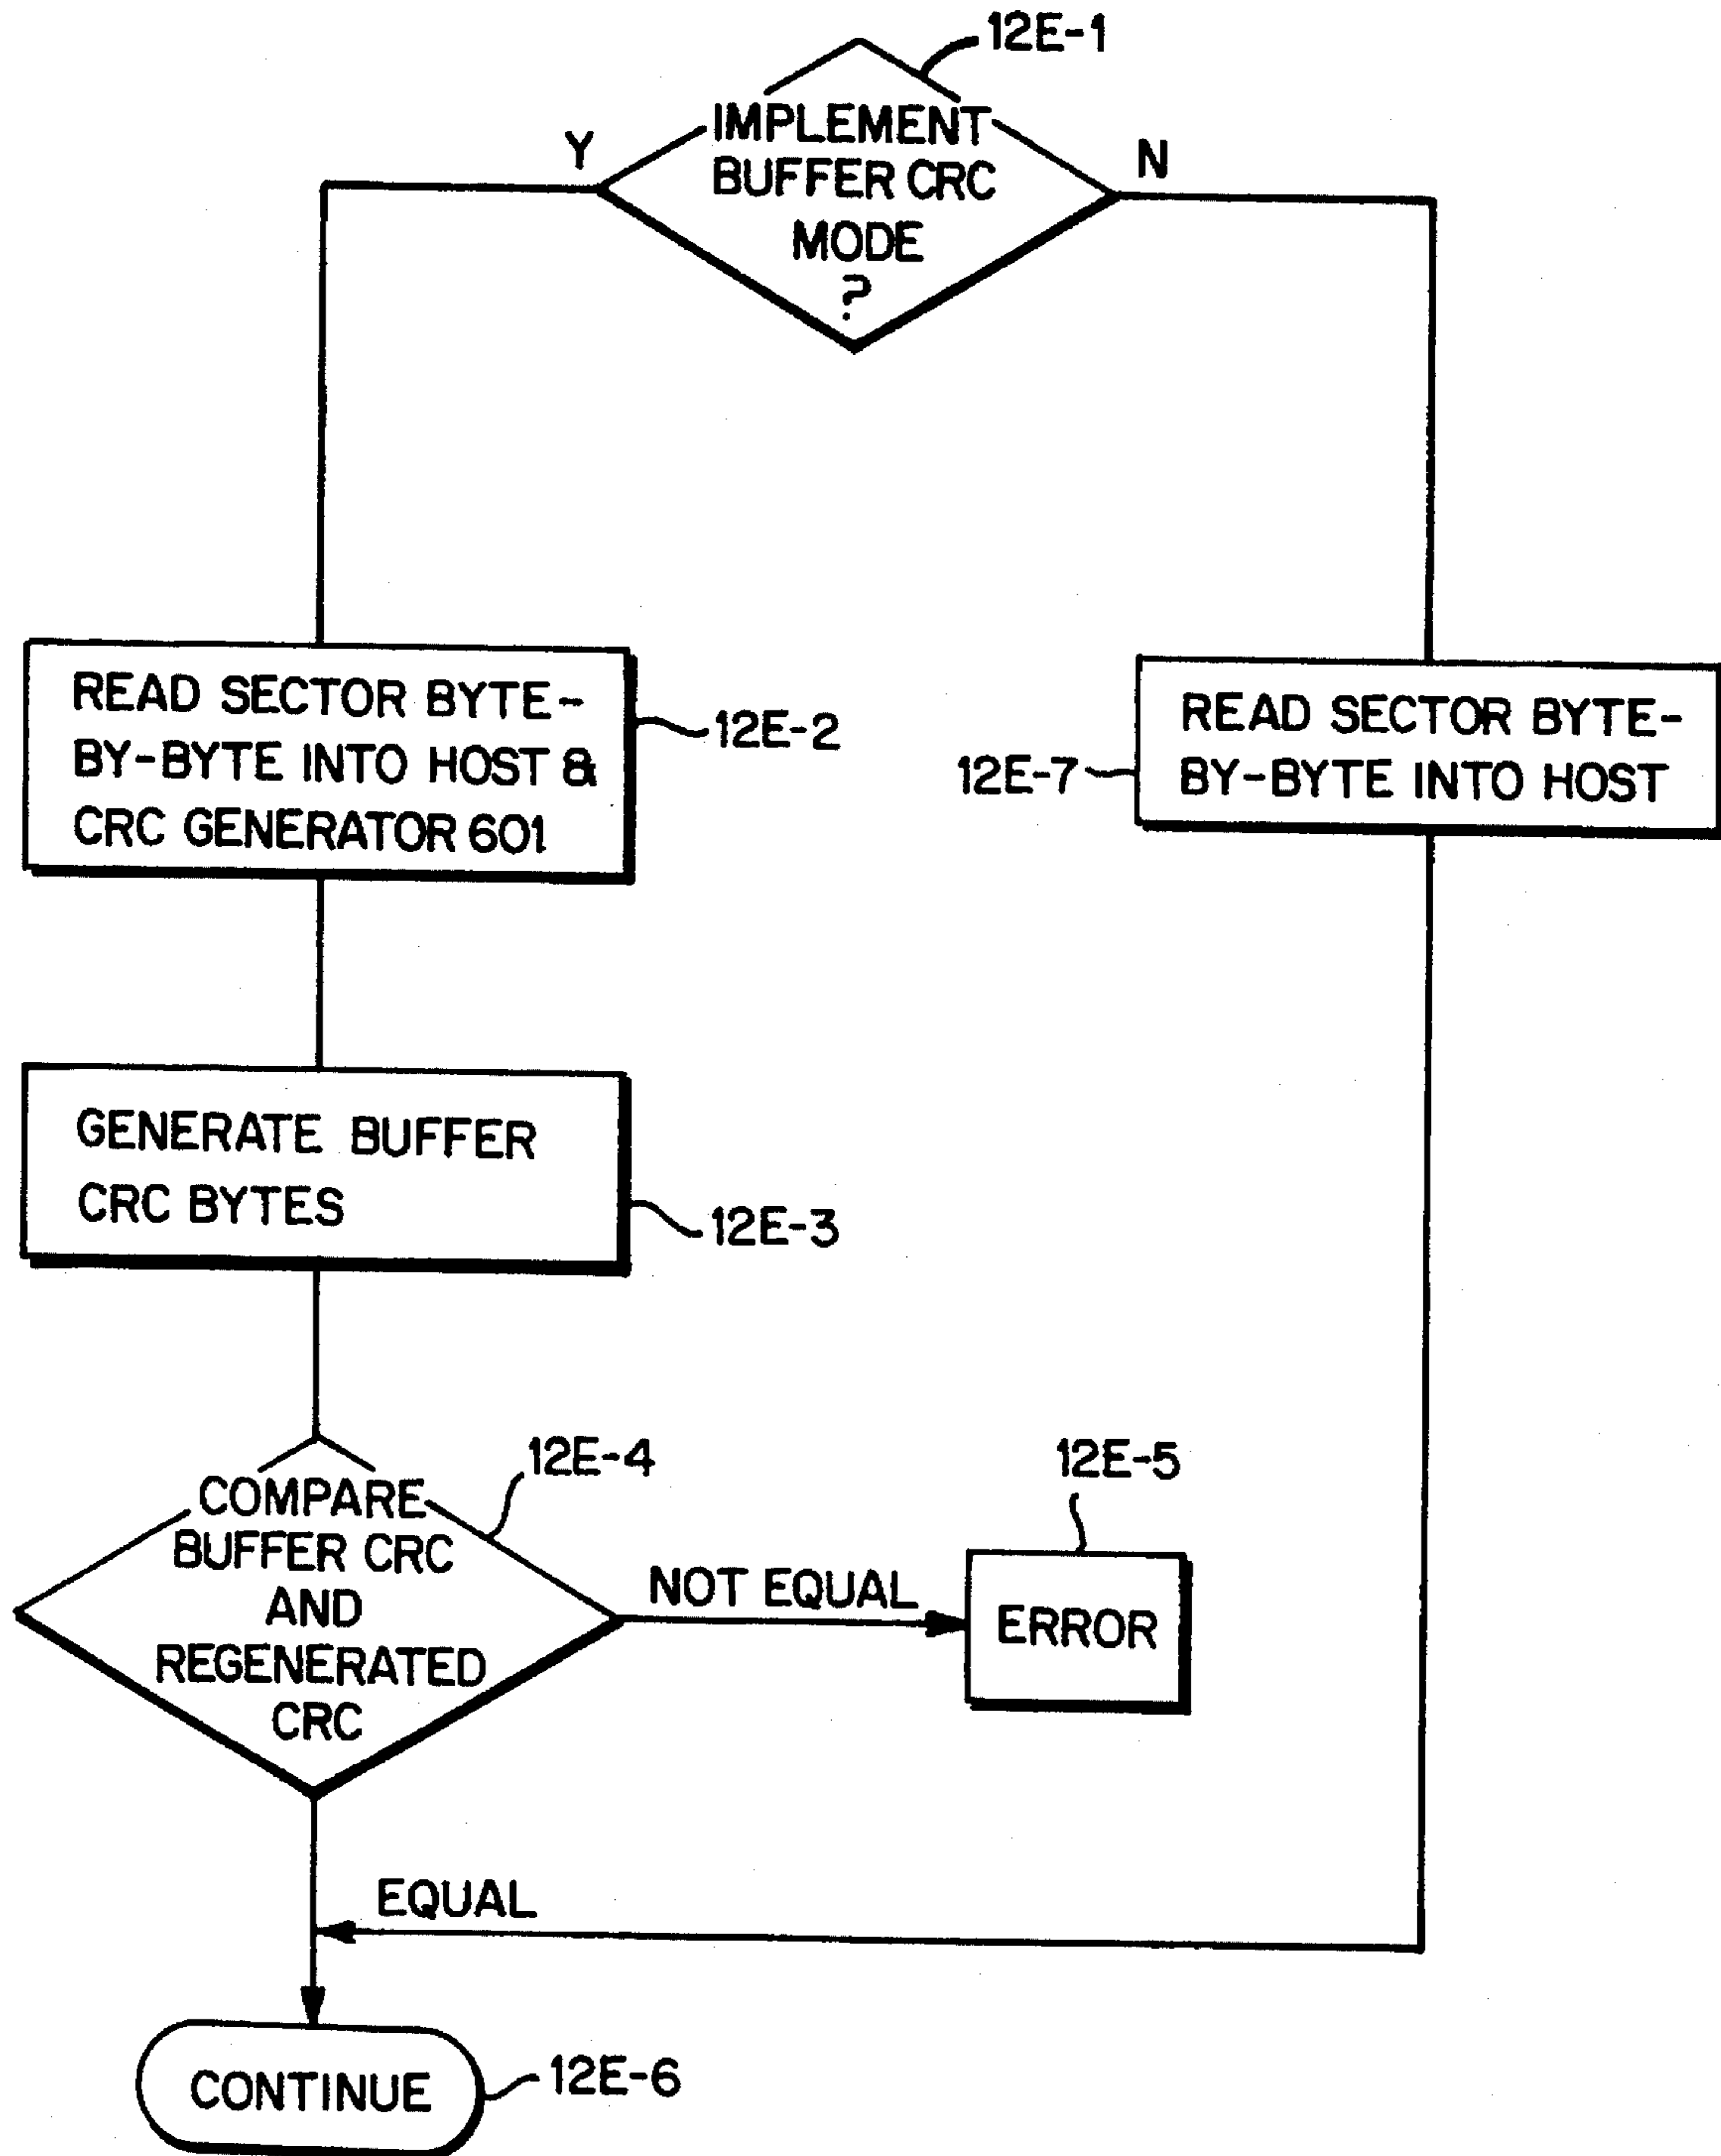 12E-1
IMPLEMENT
BUFFER CRC
MODE
?
Y
N
READ SECTOR BYTE-
BY-BYTE INTO HOST &
CRC GENERATOR 601
12E-2
READ SECTOR BYTE-
BY-BYTE INTO HOST
12E-7
GENERATE BUFFER
CRC BYTES
12E-3
COMPARE
BUFFER CRC
AND
REGENERATED
CRC
12E-4
NOT EQUAL
12E-5
ERROR
EQUAL
CONTINUE
12E-6